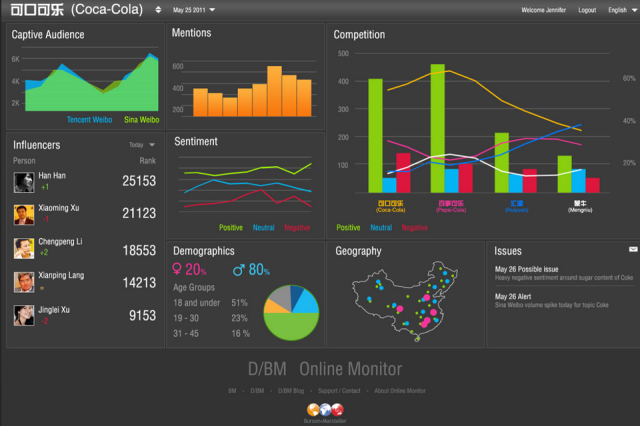 可口可乐 (Coca-Cola)
May 25 2011
Welcome Jennifer
Logout
English
Captive Audience
6K
4K
2K
Tencent Weibo
Sina Weibo
Mentions
600
400
200
Competition
500
400
300
200
100
60%
40%
20%
可口可乐
(Coca-Cola)
百事可乐
(Pepsi-Cola)
汇源
(Huiyuan)
蒙牛
(Mengniu)
Positive
Neutral
Negative
Influencers
Today
Person
Rank
Han Han
+1
25153
Xiaoming Xu
-1
21123
Chengpeng Li
+2
18553
Xianping Lang
=
14213
Jinglei Xu
-2
9153
Sentiment
Positive
Neutral
Negative
Demographics
20%
80%
Age Groups
18 and under 51%
19 - 30 23%
31 - 45 16 %
Geography
Issues
May 26 Possible issue
Heavy negative sentiment around sugar content of Coke
May 26 Alert
Sina Weibo volume spike today for topic Coke
D/BM Online Monitor
BM - D/BM - D/BM Blog - Support / Contact - About Online Monitor
Burson-Marsteller